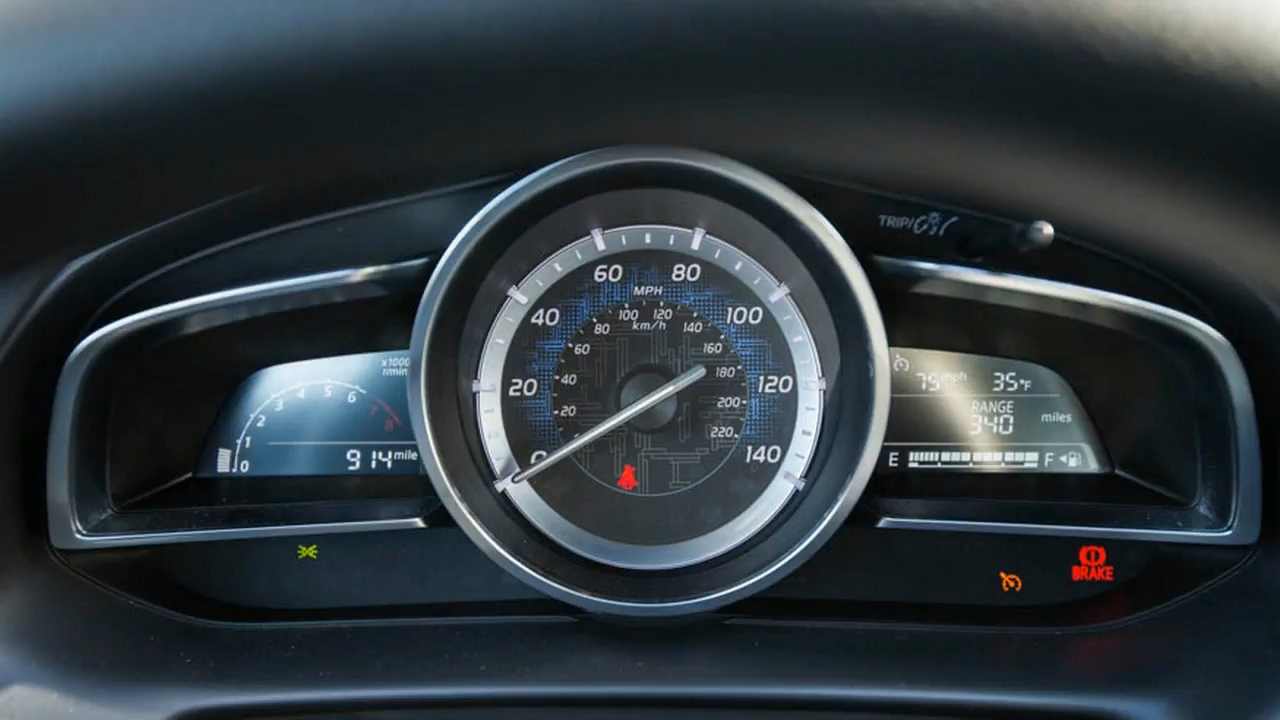 TRIP/
x1000
r/min
0 1 2 3 4 5 6 7 8
914 mile
0 20 40 60 80 100 120 140
MPH
20 40 60 80 100 120 140 160 180 200 220
km/h
75 mph 35°F
RANGE
340 miles
E F
BRAKE